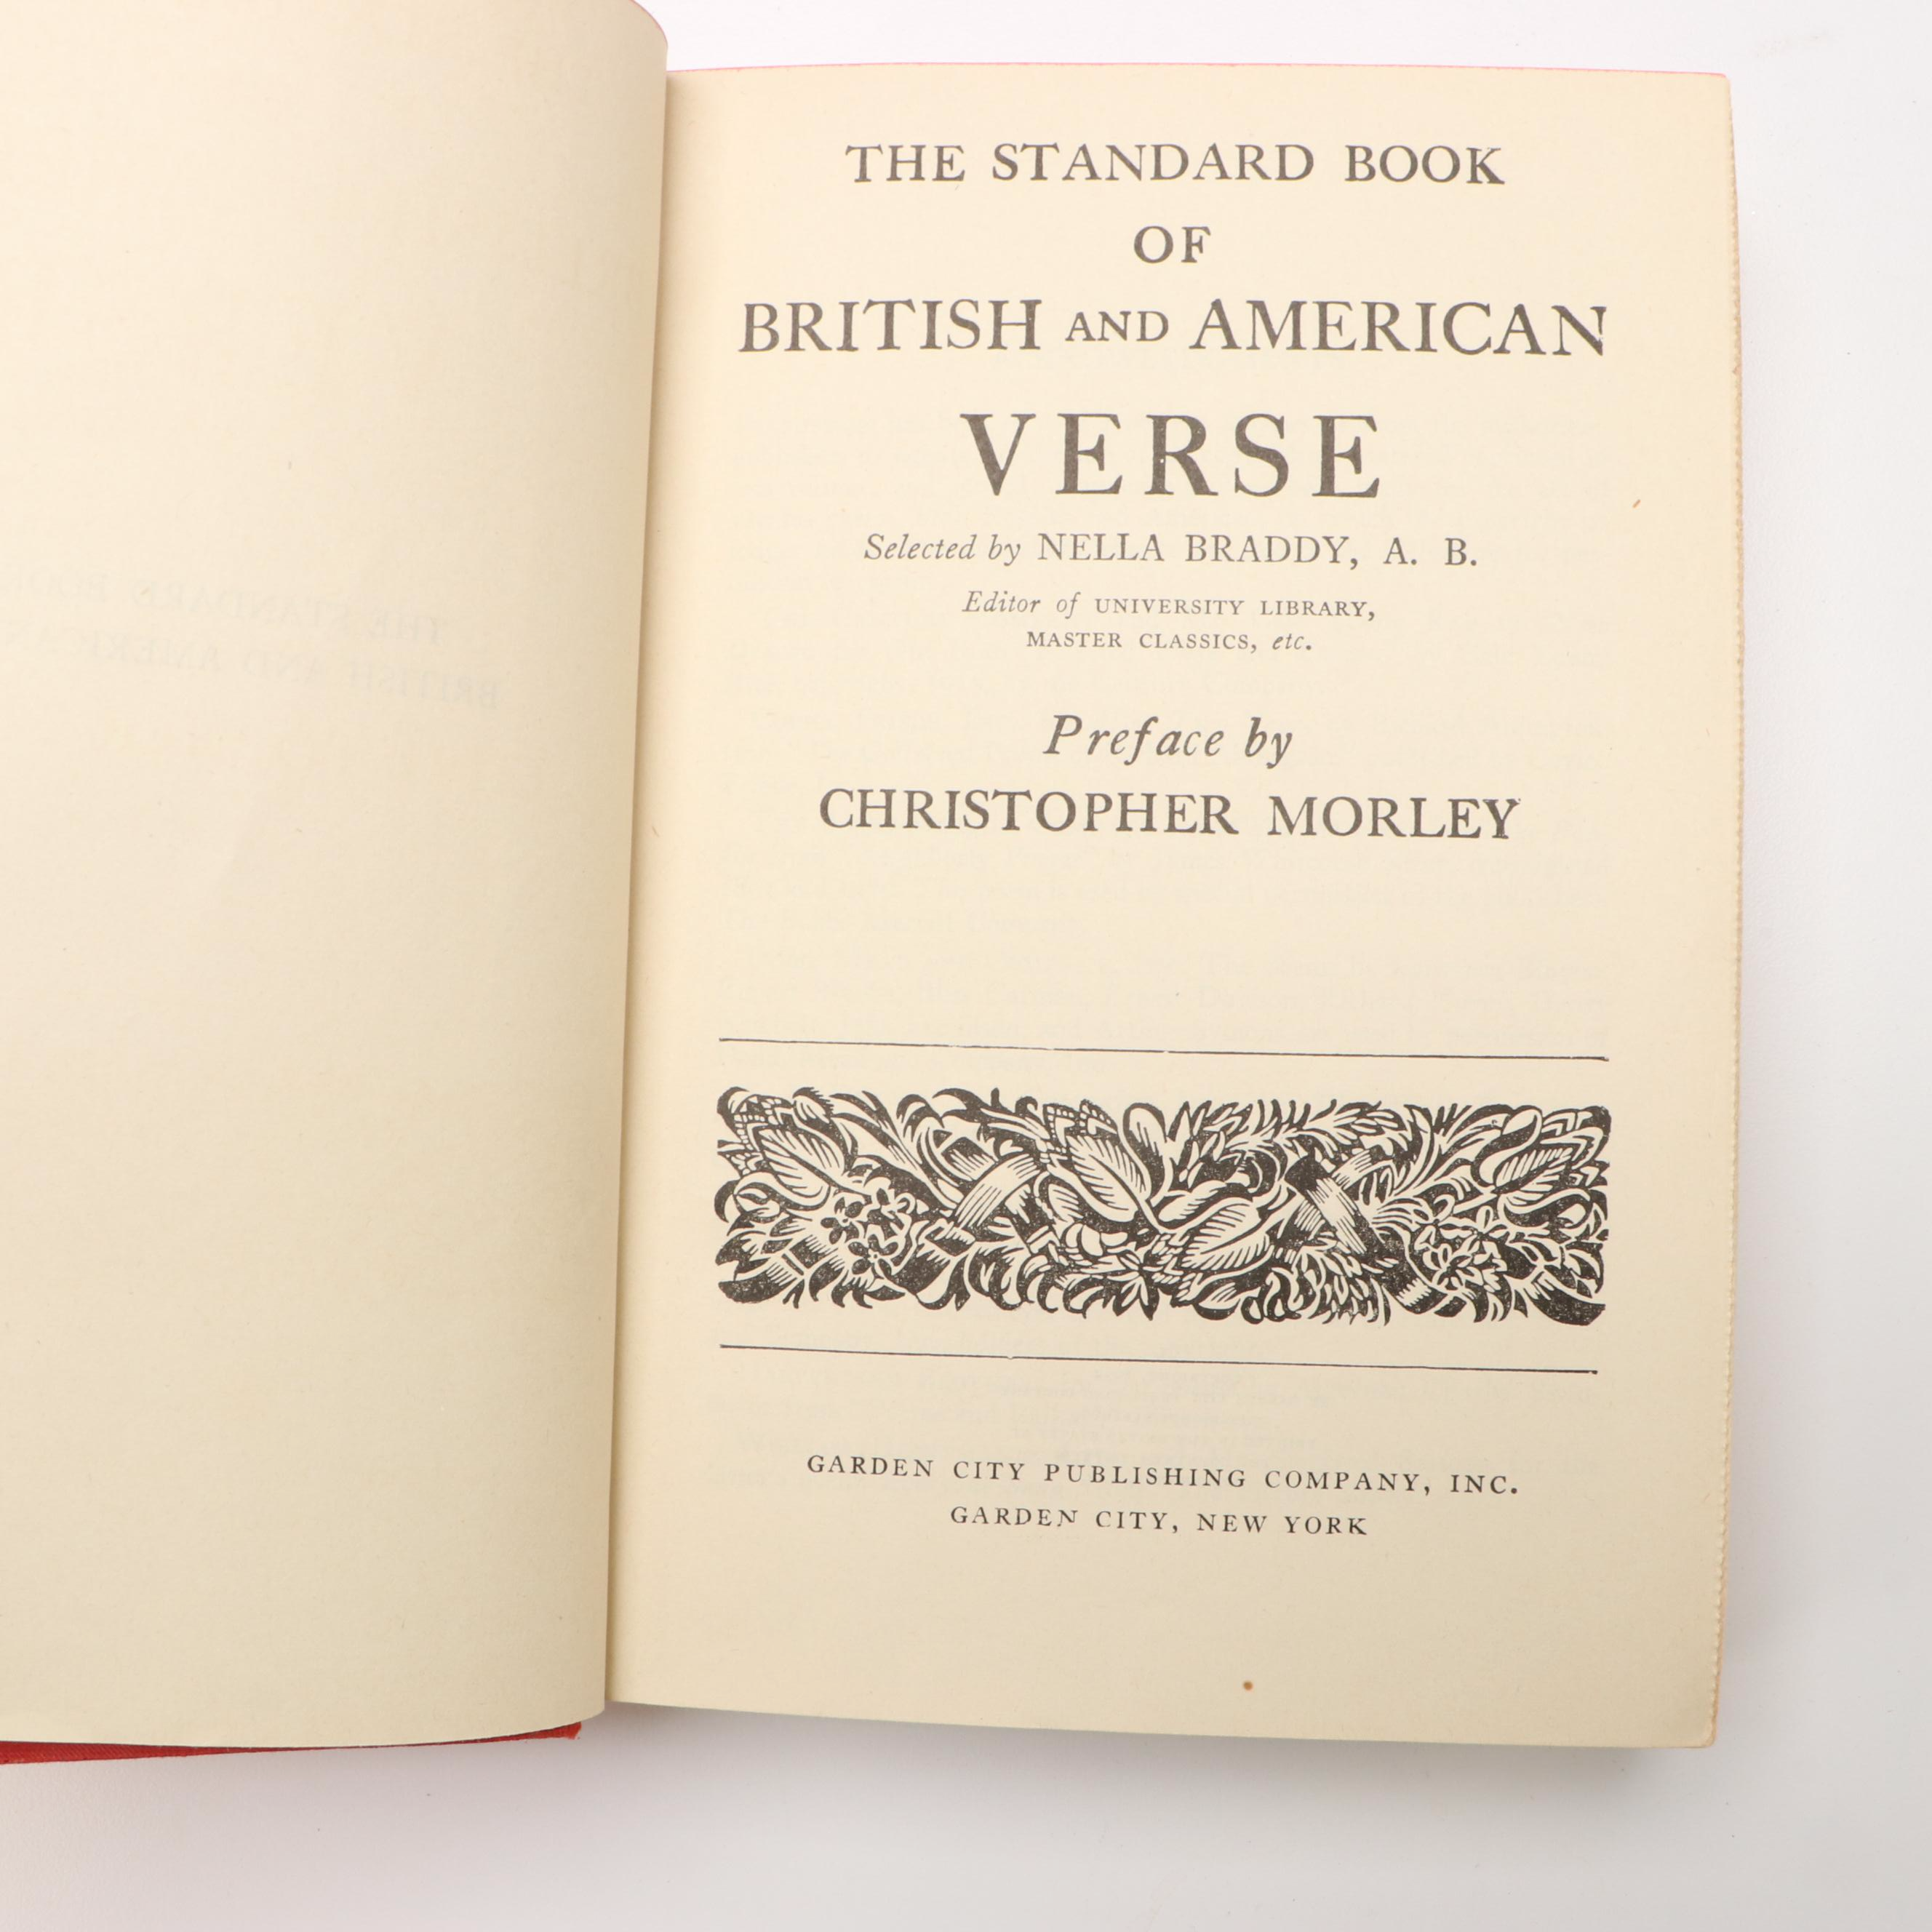 THE STANDARD BOOK
OF
BRITISH AND AMERICAN
VERSE
Selected by NELLA BRADDY, A. B.
Editor of UNIVERSITY LIBRARY,
MASTER CLASSICS, etc.
Preface by
CHRISTOPHER MORLEY
GARDEN CITY PUBLISHING COMPANY, INC.
GARDEN CITY, NEW YORK